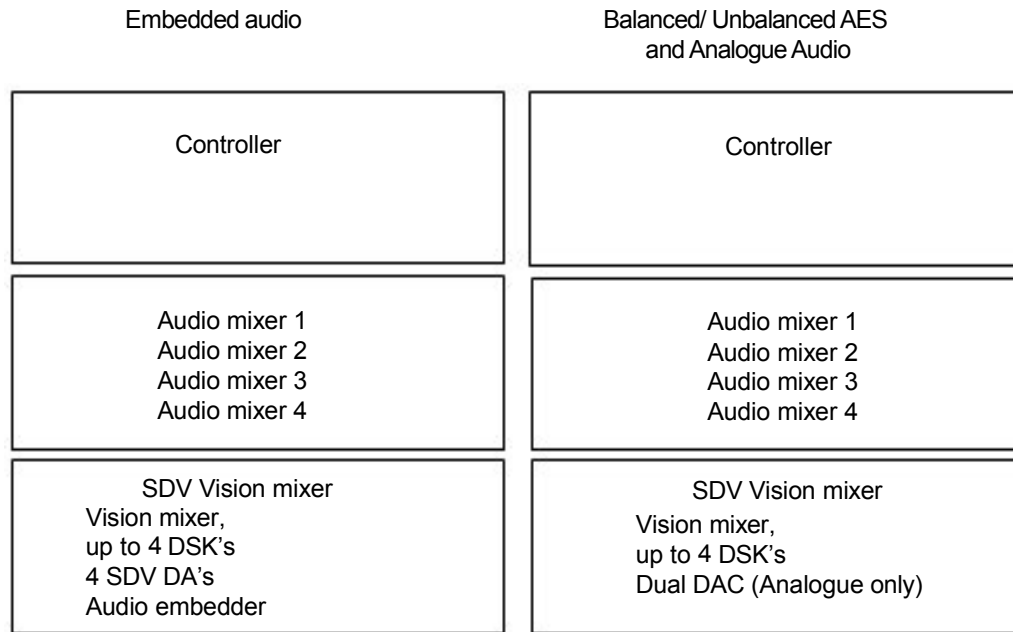 Embedded audio
Balanced/ Unbalanced AES
and Analogue Audio
Controller
Audio mixer 1
Audio mixer 2
Audio mixer 3
Audio mixer 4
SDV Vision mixer
Vision mixer,
up to 4 DSK's
4 SDV DA's
Audio embedder
Controller
Audio mixer 1
Audio mixer 2
Audio mixer 3
Audio mixer 4
SDV Vision mixer
Vision mixer,
up to 4 DSK's
Dual DAC (Analogue only)